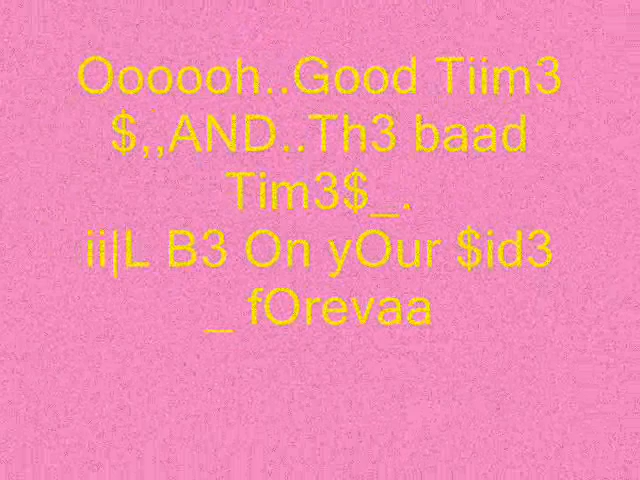 Oooooh..Good Tiim3
$,,AND..Th3 baad
Tim3$_.
ii|L B3 On yOur $id3
_ fOrevaa